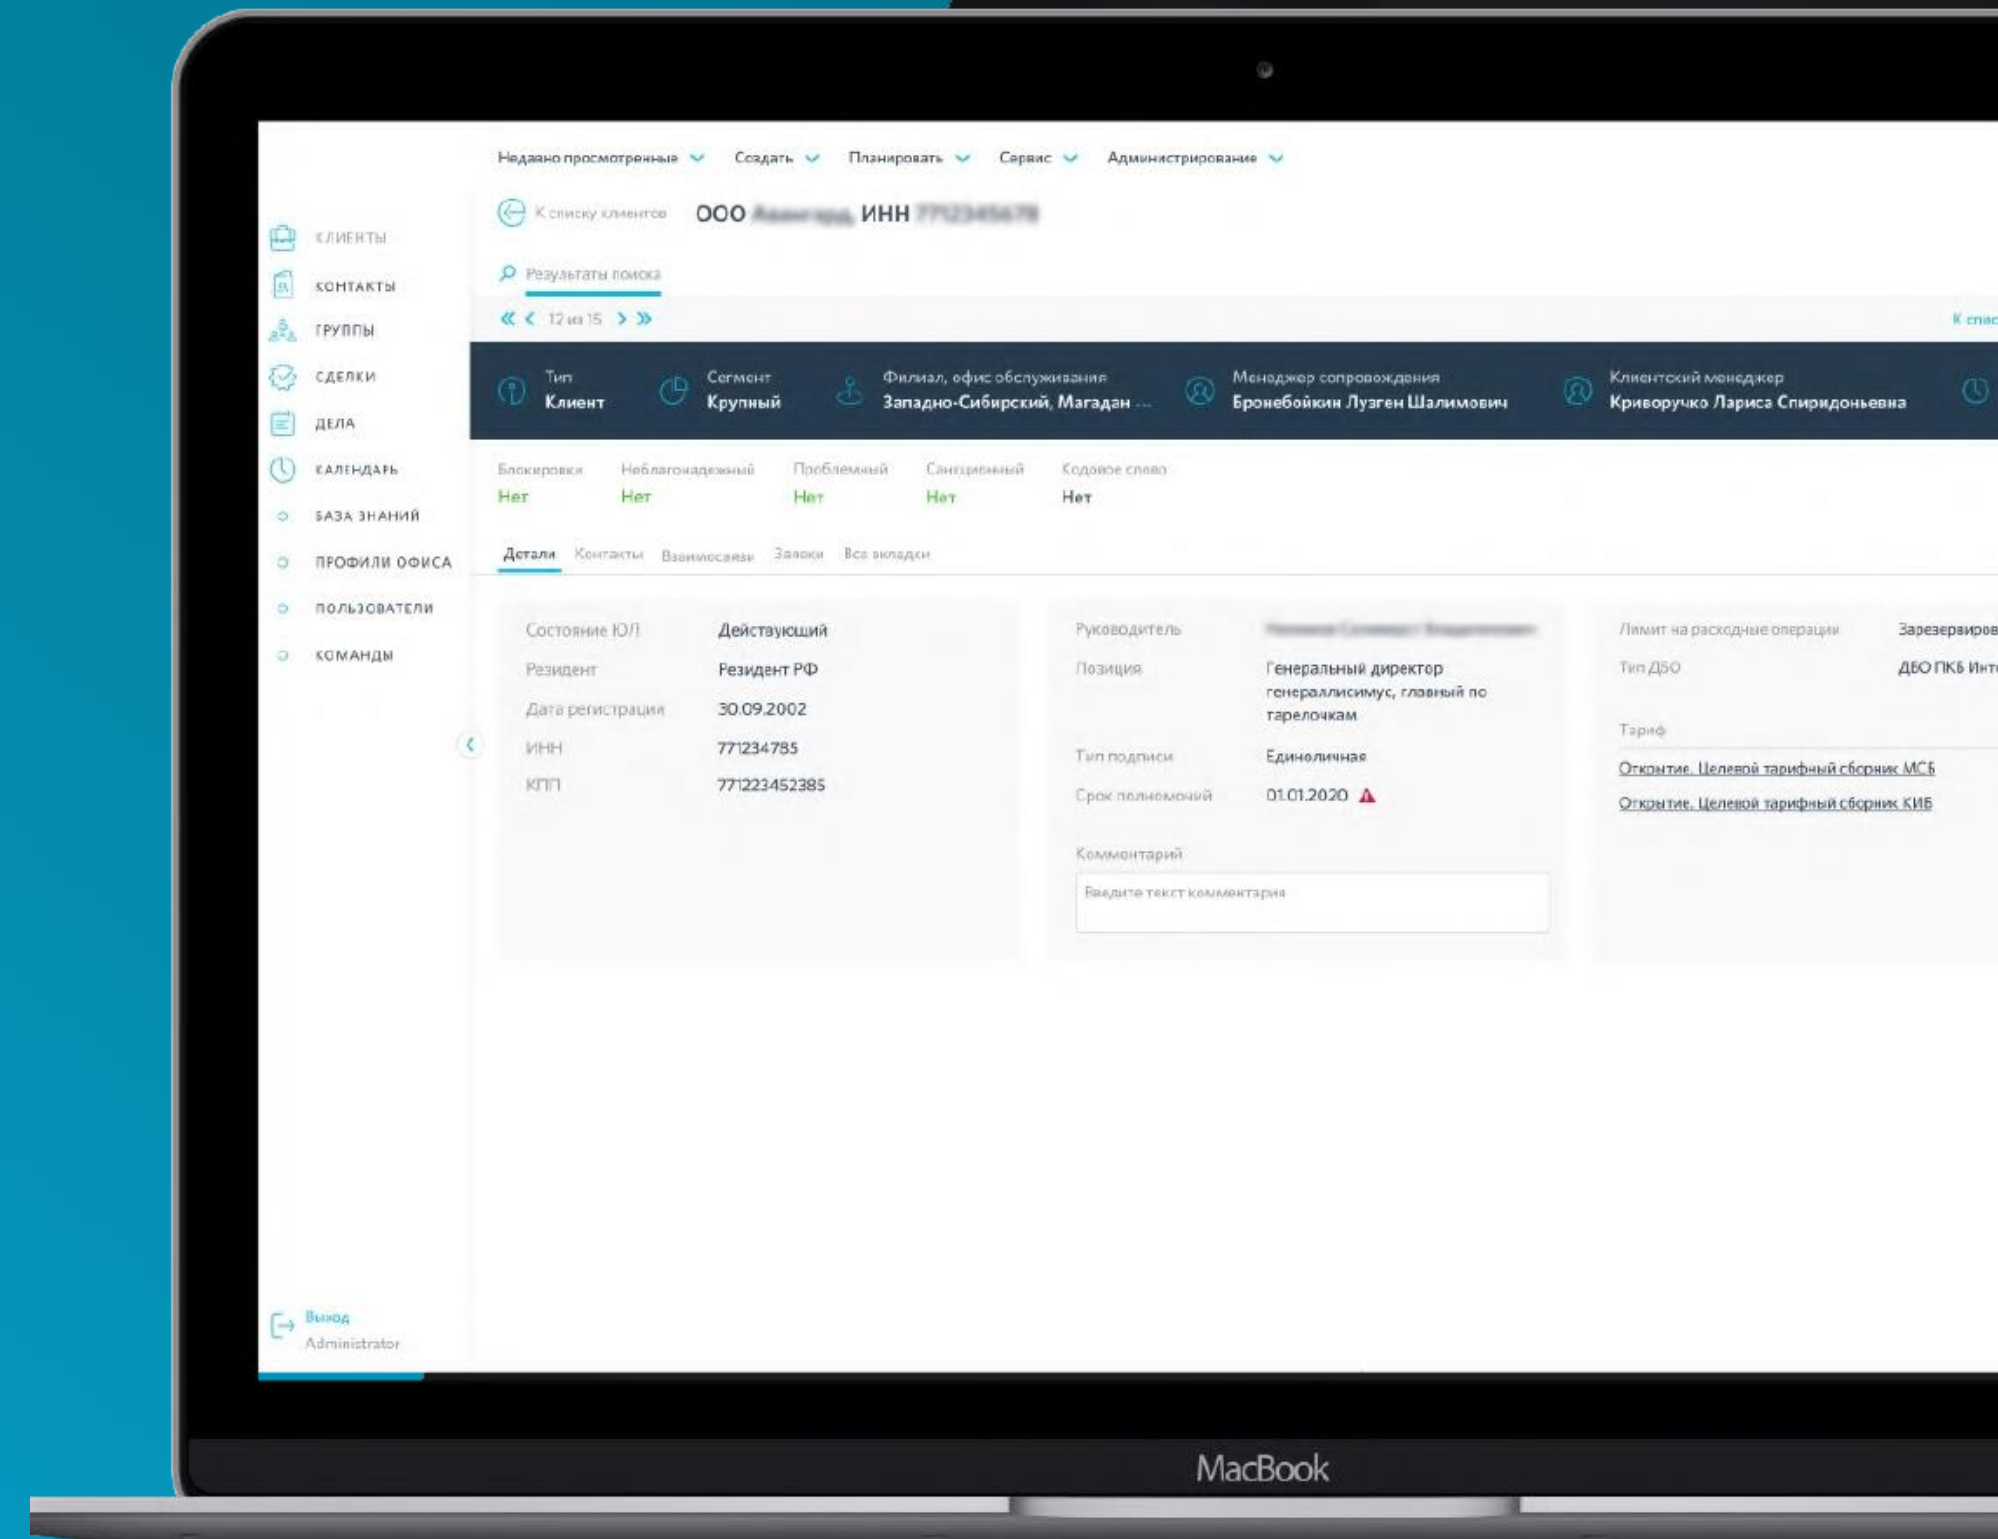 Недавно просмотренные Создать Планировать Сервис Администрирование
К списку клиентов ООО ИНН
КЛИЕНТЫ
КОНТАКТЫ
ГРУППЫ
СДЕЛКИ
ДЕЛА
КАЛЕНДАРЬ
БАЗА ЗНАНИЙ
ПРОФИЛИ ОФИСА
ПОЛЬЗОВАТЕЛИ
КОМАНДЫ
Результаты поиска
12 из 15
К спис
Тип
Клиент
Сегмент
Крупный
Филиал, офис обслуживания
Западно-Сибирский, Магадан ...
Менеджер сопровождения
Бронебойкин Лузген Шалимович
Клиентский менеджер
Криворучко Лариса Спиридоньевна
Блокировки Неблагонадежный Проблемный Санкционный Кодовое слово
Нет Нет Нет Нет Нет
Детали Контакты Взаимосвязи Заявки Все вкладки
Состояние ЮЛ Действующий
Резидент Резидент РФ
Дата регистрации 30.09.2002
ИНН 771234785
КПП 771223452385
Руководитель
Позиция Генеральный директор
генераллисимус, главный по
тарелочкам
Тип подписи Единоличная
Срок полномочий 01.01.2020
Комментарий
Введите текст комментария
Лимит на расходные операции Зарезервиров
Тип ДБО ДБО ПКБ Инт
Тариф
Открытие. Целевой тарифный сборник МСБ
Открытие. Целевой тарифный сборник КИБ
Выход
Administrator
MacBook